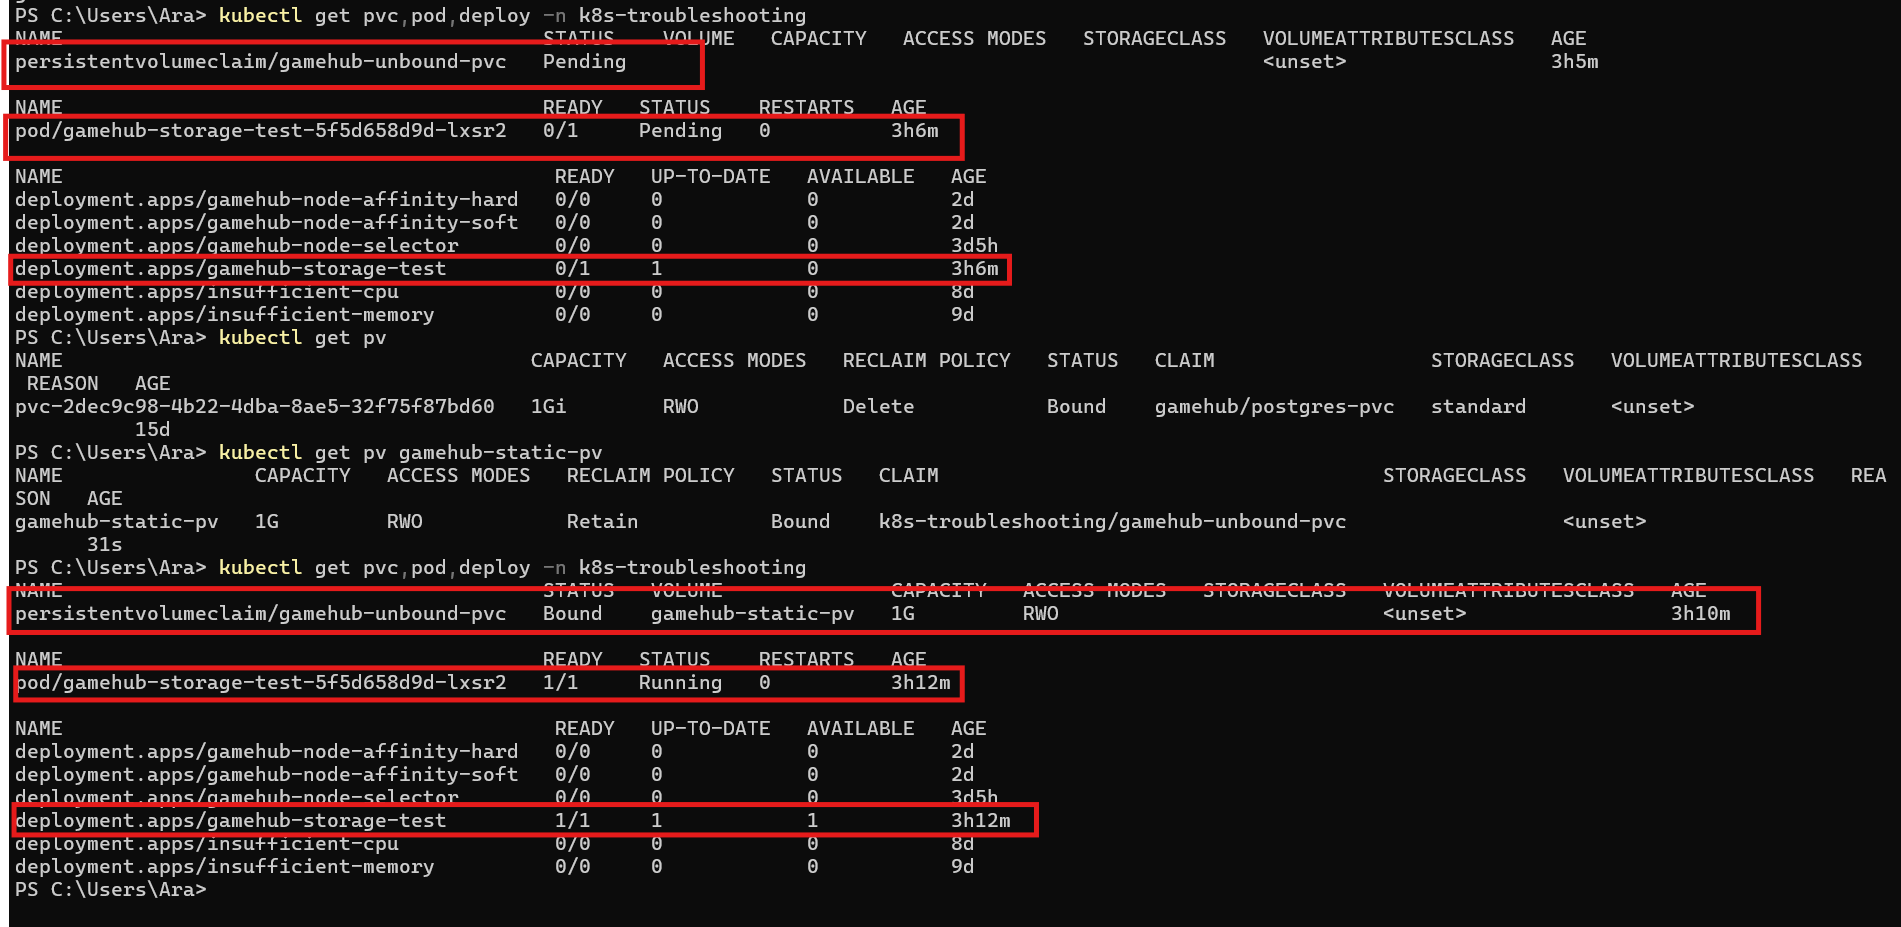 PS C:\Users\Ara> kubectl get pvc,pod,deploy -n k8s-troubleshooting
NAME STATUS VOLUME CAPACITY ACCESS MODES STORAGECLASS VOLUMEATTRIBUTESCLASS AGE
persistentvolumeclaim/gamehub-unbound-pvc Pending <unset> 3h5m
NAME READY STATUS RESTARTS AGE
pod/gamehub-storage-test-5f5d658d9d-lxsr2 0/1 Pending 0 3h6m
NAME READY UP-TO-DATE AVAILABLE AGE
deployment.apps/gamehub-node-affinity-hard 0/0 0 0 2d
deployment.apps/gamehub-node-affinity-soft 0/0 0 0 2d
deployment.apps/gamehub-node-selector 0/0 0 0 3d5h
deployment.apps/gamehub-storage-test 0/1 1 0 3h6m
deployment.apps/insufficient-cpu 0/0 0 0 8d
deployment.apps/insufficient-memory 0/0 0 0 9d
PS C:\Users\Ara> kubectl get pv
NAME CAPACITY ACCESS MODES RECLAIM POLICY STATUS CLAIM STORAGECLASS VOLUMEATTRIBUTESCLASS
REASON AGE
pvc-2dec9c98-4b22-4dba-8ae5-32f75f87bd60 1Gi RWO Delete Bound gamehub/postgres-pvc standard <unset>
15d
PS C:\Users\Ara> kubectl get pv gamehub-static-pv
NAME CAPACITY ACCESS MODES RECLAIM POLICY STATUS CLAIM STORAGECLASS VOLUMEATTRIBUTESCLASS REA
SON AGE
gamehub-static-pv 1G RWO Retain Bound k8s-troubleshooting/gamehub-unbound-pvc <unset>
31s
PS C:\Users\Ara> kubectl get pvc,pod,deploy -n k8s-troubleshooting
NAME STATUS VOLUME CAPACITY ACCESS MODES STORAGECLASS VOLUMEATTRIBUTESCLASS AGE
persistentvolumeclaim/gamehub-unbound-pvc Bound gamehub-static-pv 1G RWO <unset> 3h10m
NAME READY STATUS RESTARTS AGE
pod/gamehub-storage-test-5f5d658d9d-lxsr2 1/1 Running 0 3h12m
NAME READY UP-TO-DATE AVAILABLE AGE
deployment.apps/gamehub-node-affinity-hard 0/0 0 0 2d
deployment.apps/gamehub-node-affinity-soft 0/0 0 0 2d
deployment.apps/gamehub-node-selector 0/0 0 0 3d5h
deployment.apps/gamehub-storage-test 1/1 1 1 3h12m
deployment.apps/insufficient-cpu 0/0 0 0 8d
deployment.apps/insufficient-memory 0/0 0 0 9d
PS C:\Users\Ara>